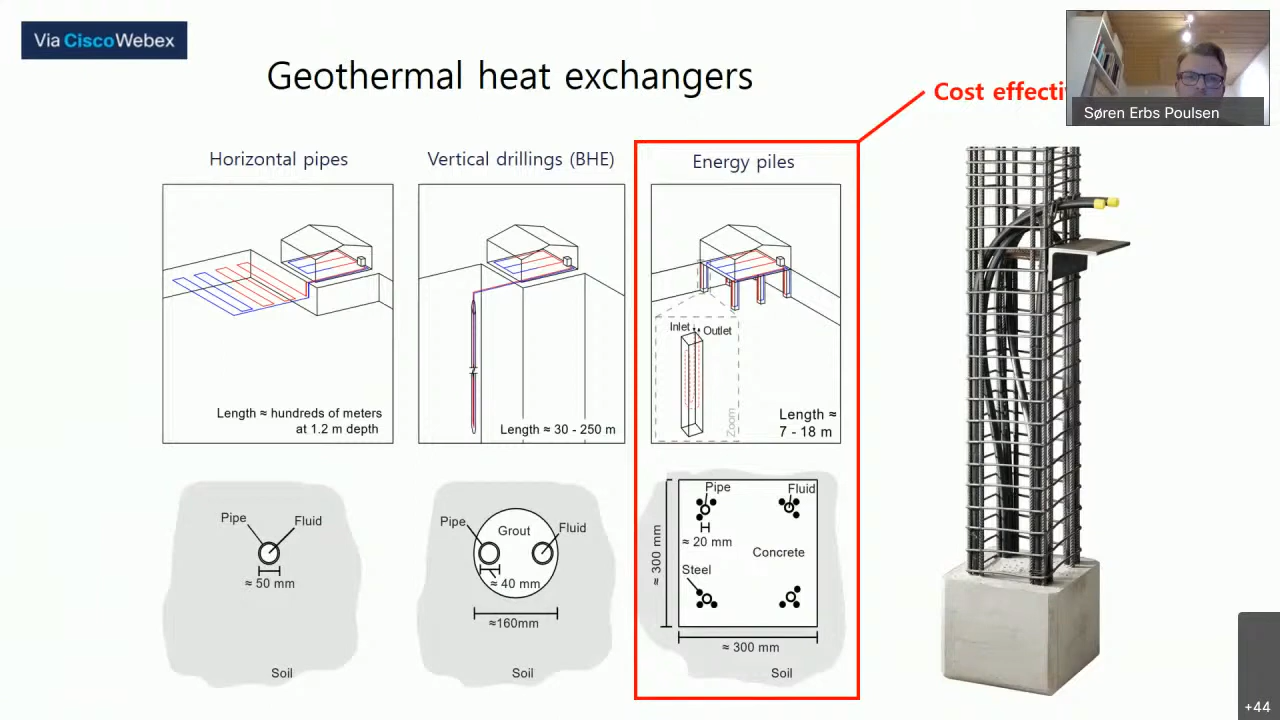 Via Cisco Webex
Geothermal heat exchangers
Cost effecti
Søren Erbs Poulsen
Horizontal pipes
Vertical drillings (BHE)
Energy piles
Length ≈ hundreds of meters
at 1.2 m depth
Length ≈ 30 - 250 m
Inlet
Outlet
Zoom
Length ≈
7 - 18 m
Pipe
Fluid
≈ 50 mm
Soil
Pipe
Grout
Fluid
≈ 40 mm
≈160mm
Soil
Pipe
Fluid
≈ 20 mm
Concrete
Steel
≈ 300 mm
≈ 300 mm
Soil
+44